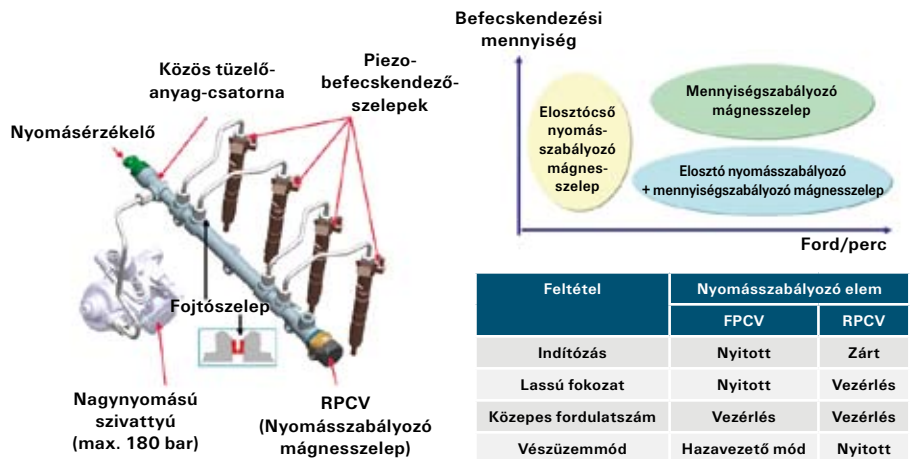 Közös tüzelő-
anyag-csatorna
Piezo-
befecskendező-
szelepek
Nyomásérzékelő
Fojtószelep
Nagynyomású
szivattyú
(max. 180 bar)
RPCV
(Nyomásszabályozó
mágnesszelep)
Befecskendezési
mennyiség
Elosztócső
nyomás-
szabályozó
mágnes-
szelep
Mennyiségszabályozó
mágnesszelep
Elosztó nyomásszabályozó
+ mennyiségszabályozó mágnesszelep
Ford/perc
Feltétel Nyomásszabályozó elem
FPCV RPCV
Indítózás Nyitott Zárt
Lassú fokozat Nyitott Vezérlés
Közepes fordulatszám Vezérlés Vezérlés
Vészüzemmód Hazavezető mód Nyitott